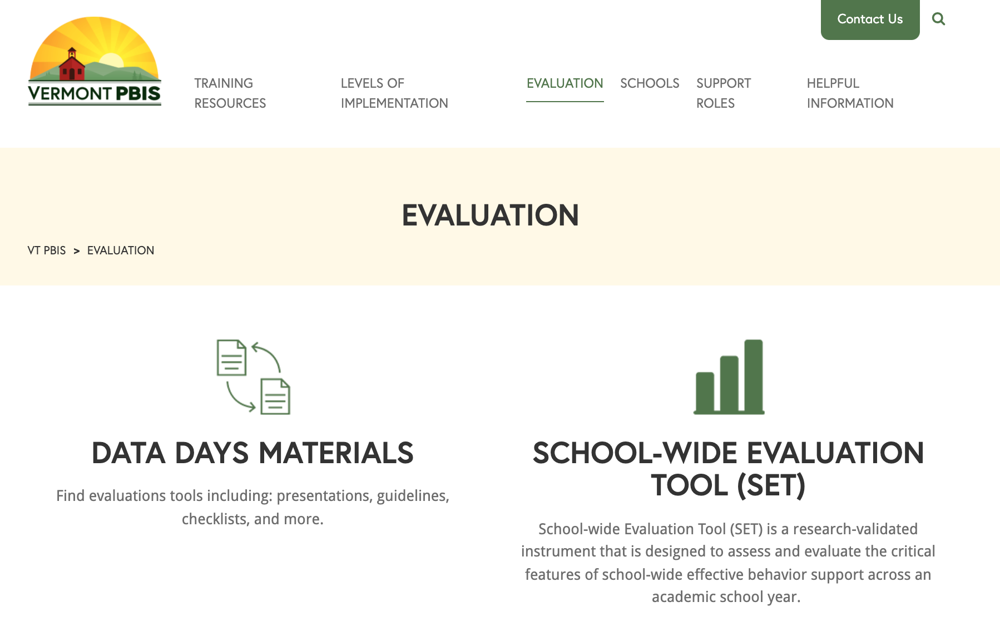 Contact Us
VERMONT PBIS
TRAINING
RESOURCES
LEVELS OF
IMPLEMENTATION
EVALUATION
SCHOOLS
SUPPORT
ROLES
HELPFUL
INFORMATION
EVALUATION
VT PBIS > EVALUATION
DATA DAYS MATERIALS
Find evaluations tools including: presentations, guidelines,
checklists, and more.
SCHOOL-WIDE EVALUATION
TOOL (SET)
School-wide Evaluation Tool (SET) is a research-validated
instrument that is designed to assess and evaluate the critical
features of school-wide effective behavior support across an
academic school year.